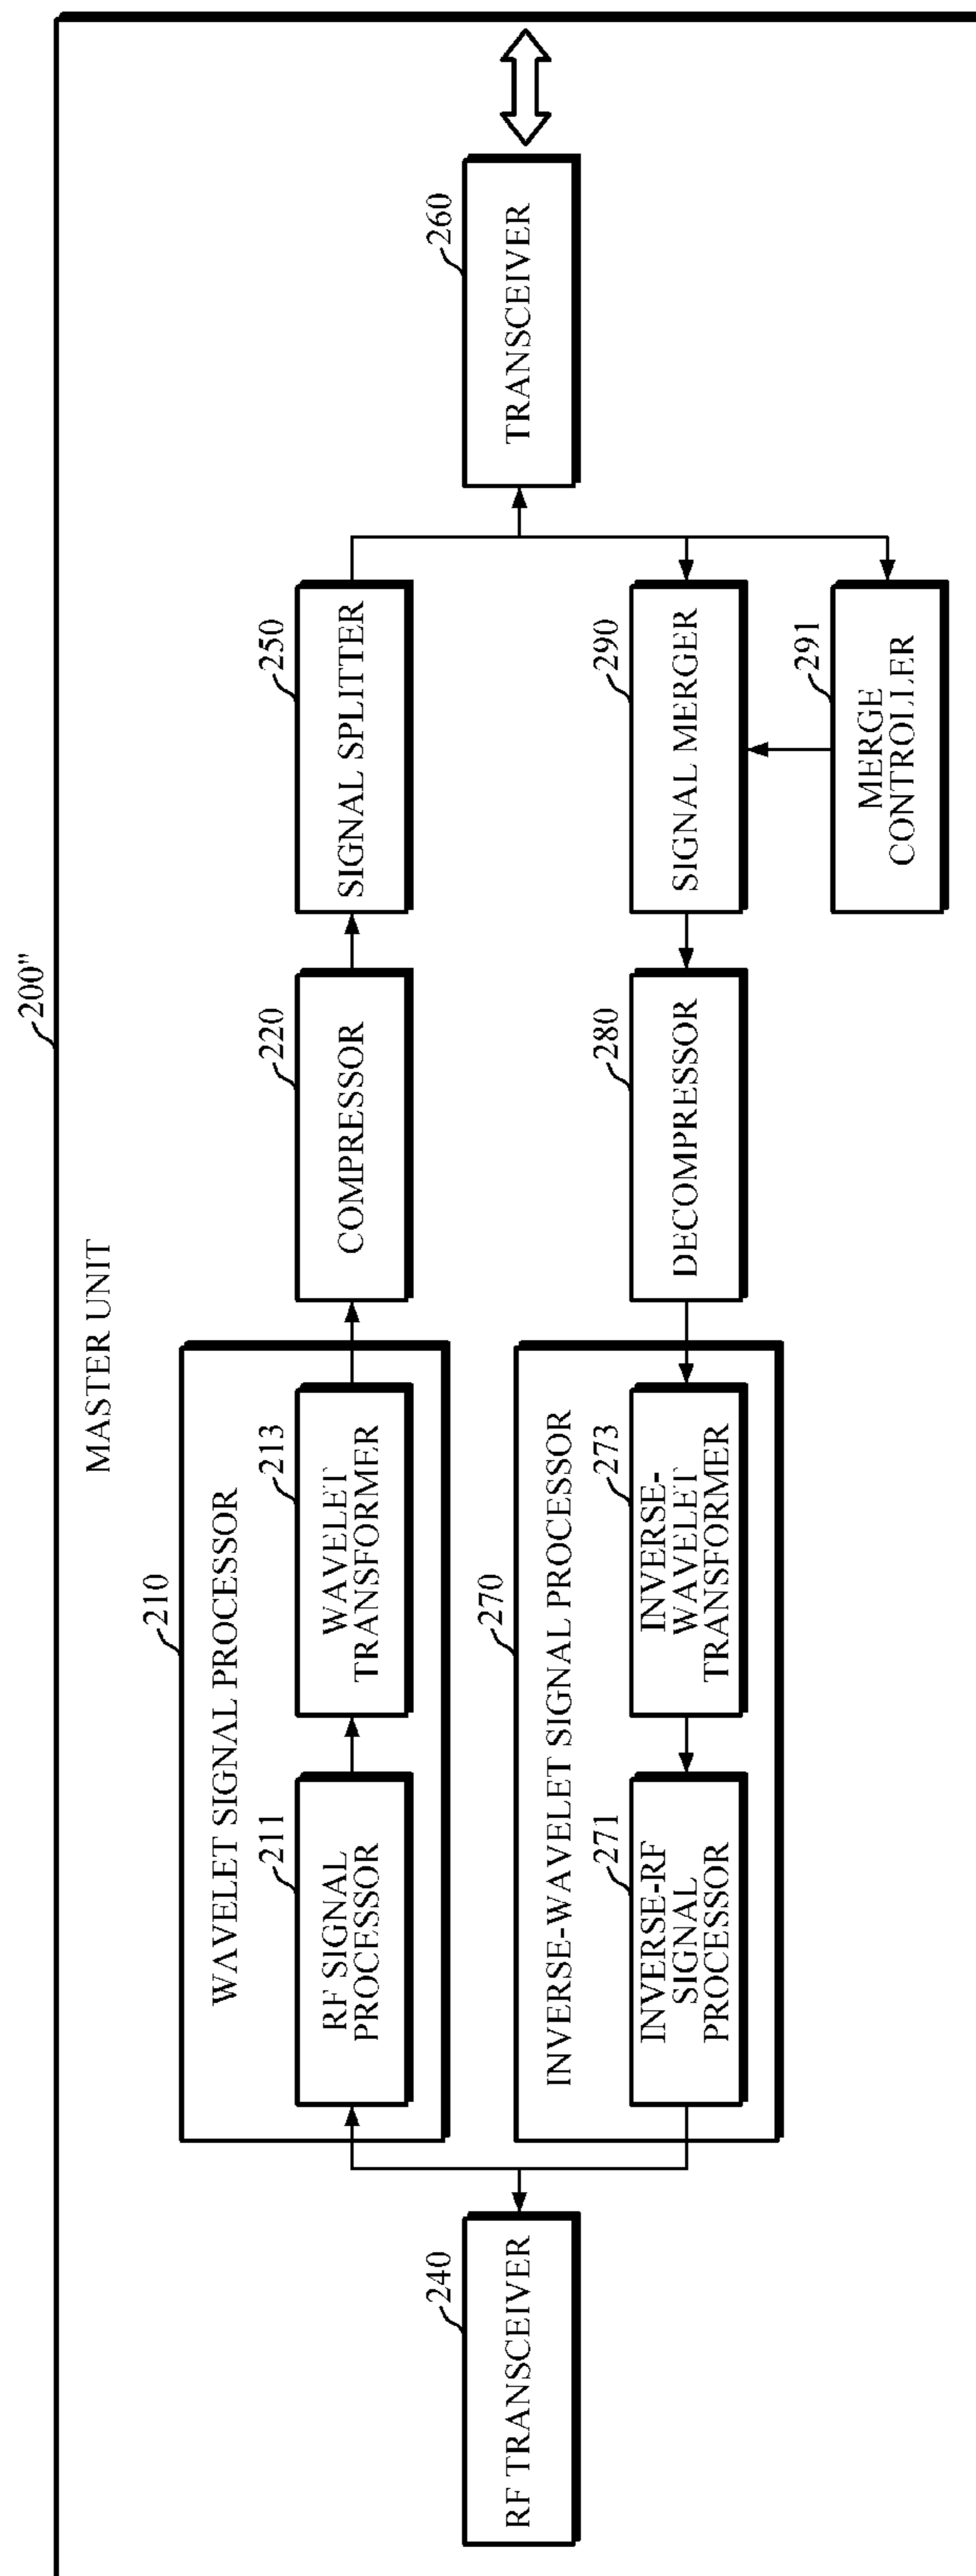 200"
MASTER UNIT
210
WAVELET SIGNAL PROCESSOR
211
RF SIGNAL
PROCESSOR
213
WAVELET
TRANSFORMER
220
COMPRESSOR
250
SIGNAL SPLITTER
240
RF TRANSCEIVER
260
TRANSCEIVER
270
INVERSE-WAVELET SIGNAL PROCESSOR
271
INVERSE-RF
SIGNAL
PROCESSOR
273
INVERSE-
WAVELET
TRANSFORMER
280
DECOMPRESSOR
290
SIGNAL MERGER
291
MERGE
CONTROLLER